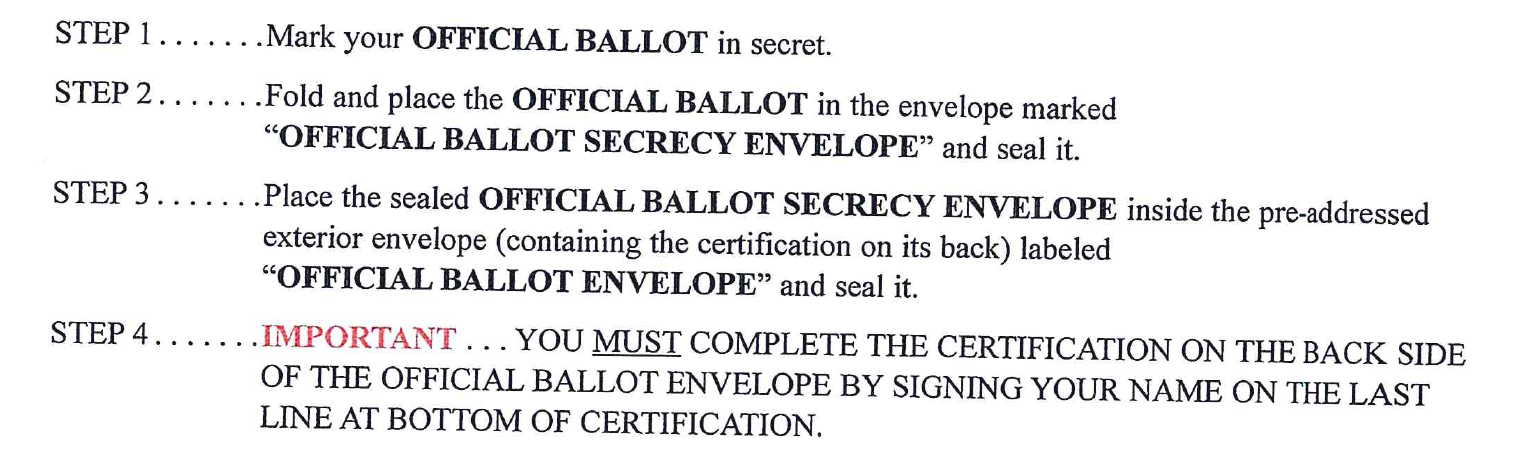 STEP 1.......Mark your OFFICIAL BALLOT in secret.
STEP 2.......Fold and place the OFFICIAL BALLOT in the envelope marked
“OFFICIAL BALLOT SECRECY ENVELOPE” and seal it.
STEP 3.......Place the sealed OFFICIAL BALLOT SECRECY ENVELOPE inside the pre-addressed
exterior envelope (containing the certification on its back) labeled
“OFFICIAL BALLOT ENVELOPE” and seal it.
STEP 4.......IMPORTANT ... YOU MUST COMPLETE THE CERTIFICATION ON THE BACK SIDE
OF THE OFFICIAL BALLOT ENVELOPE BY SIGNING YOUR NAME ON THE LAST
LINE AT BOTTOM OF CERTIFICATION.